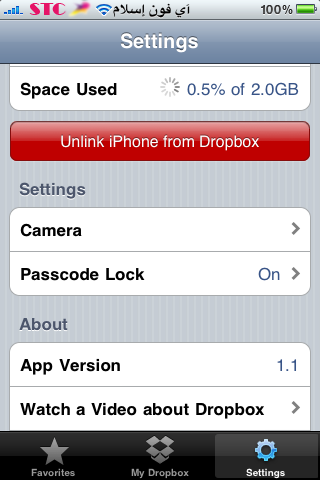 STC أي فون إسلام 100%
Settings
Space Used 0.5% of 2.0GB
Unlink iPhone from Dropbox
Settings
Camera
Passcode Lock On
About
App Version 1.1
Watch a Video about Dropbox
Favorites My Dropbox Settings